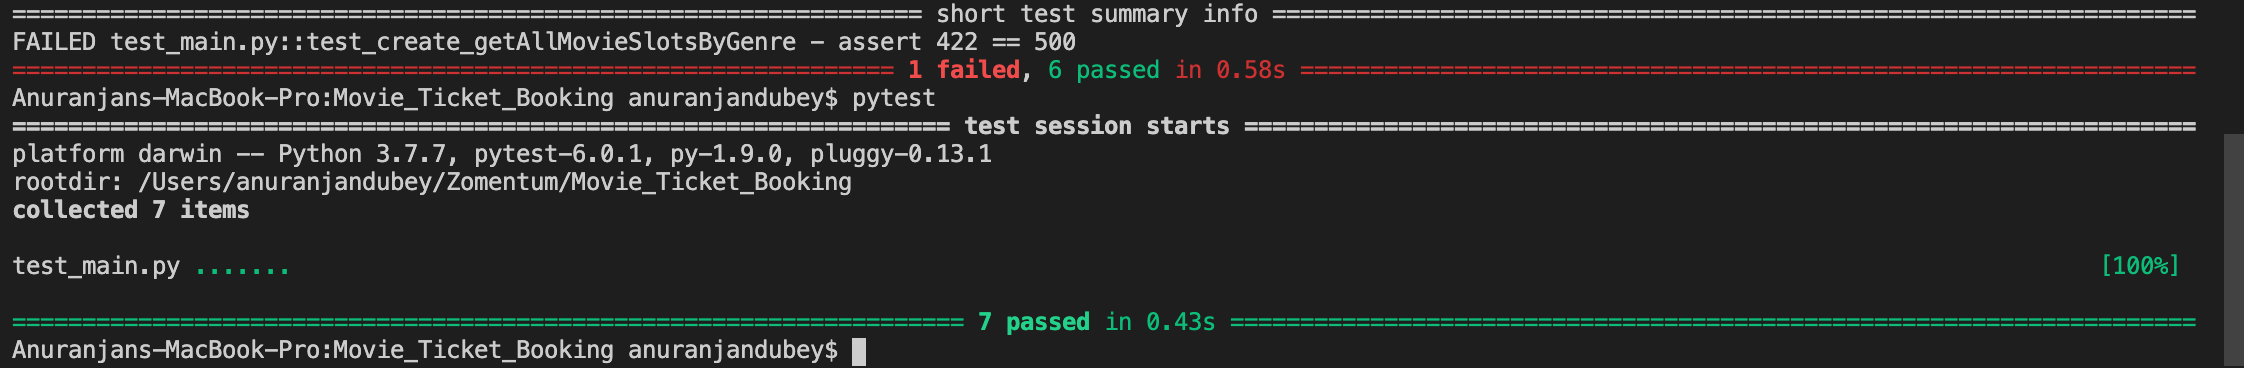 ================================================================= short test summary info ==================================================================
FAILED test_main.py::test_create_getAllMovieSlotsByGenre - assert 422 == 500
=============================================================== 1 failed, 6 passed in 0.58s ================================================================
Anuranjans-MacBook-Pro:Movie_Ticket_Booking anuranjandubey$ pytest
=================================================================== test session starts ====================================================================
platform darwin -- Python 3.7.7, pytest-6.0.1, py-1.9.0, pluggy-0.13.1
rootdir: /Users/anuranjandubey/Zomentum/Movie_Ticket_Booking
collected 7 items
test_main.py ....... [100%]
==================================================================== 7 passed in 0.43s =====================================================================
Anuranjans-MacBook-Pro:Movie_Ticket_Booking anuranjandubey$